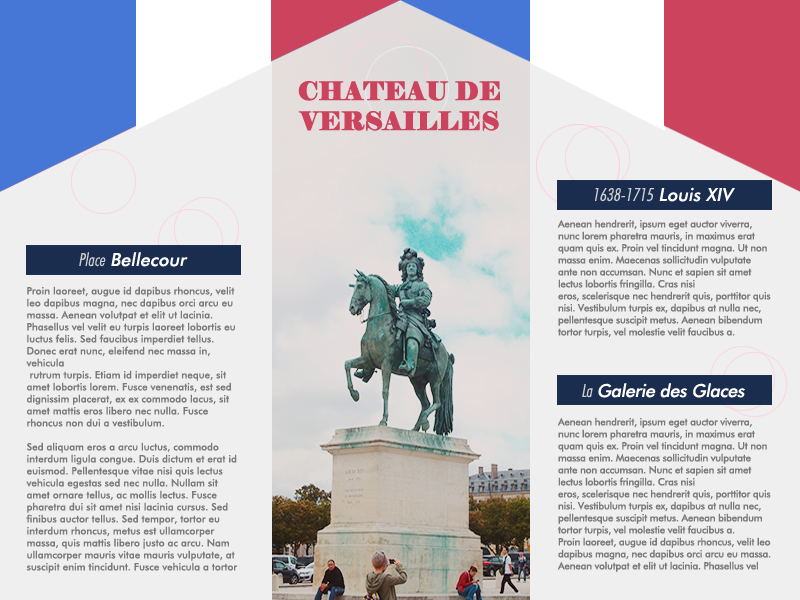 CHATEAU DE
VERSAILLES
Place Bellecour
Proin laoreet, augue id dapibus rhoncus, velit
leo dapibus magna, nec dapibus orci arcu eu
massa. Aenean volutpat et elit ut lacinia.
Phasellus vel velit eu turpis laoreet lobortis eu
luctus felis. Sed faucibus imperdiet tellus.
Donec erat nunc, eleifend nec massa in,
vehicula
rutrum turpis. Etiam id imperdiet neque, sit
amet lobortis lorem. Fusce venenatis, est sed
dignissim placerat, ex ex commodo lacus, sit
amet mattis eros libero nec nulla. Fusce
rhoncus non dui a vestibulum.
Sed aliquam eros a arcu luctus, commodo
interdum ligula congue. Duis dictum et erat id
euismod. Pellentesque vitae nisi quis lectus
vehicula egestas sed nec nulla. Nullam sit
amet ornare tellus, ac mollis lectus. Fusce
pharetra dui sit amet nisi lacinia cursus. Sed
finibus auctor tellus. Sed tempor, tortor eu
interdum rhoncus, metus est ullamcorper
massa, quis mattis libero justo ac arcu. Nam
ullamcorper mauris vitae mauris vulputate, at
suscipit enim tincidunt. Fusce vehicula a tortor
1638-1715 Louis XIV
Aenean hendrerit, ipsum eget auctor viverra,
nunc lorem pharetra mauris, in maximus erat
quam quis ex. Proin vel tincidunt magna. Ut non
massa enim. Maecenas sollicitudin vulputate
ante non accumsan. Nunc et sapien sit amet
lectus lobortis fringilla. Cras nisi
eros, scelerisque nec hendrerit quis, porttitor quis
nisi. Vestibulum turpis ex, dapibus at nulla nec,
pellentesque suscipit metus. Aenean bibendum
tortor turpis, vel molestie velit faucibus a.
La Galerie des Glaces
Aenean hendrerit, ipsum eget auctor viverra,
nunc lorem pharetra mauris, in maximus erat
quam quis ex. Proin vel tincidunt magna. Ut non
massa enim. Maecenas sollicitudin vulputate
ante non accumsan. Nunc et sapien sit amet
lectus lobortis fringilla. Cras nisi
eros, scelerisque nec hendrerit quis, porttitor quis
nisi. Vestibulum turpis ex, dapibus at nulla nec,
pellentesque suscipit metus. Aenean bibendum
tortor turpis, vel molestie velit faucibus a.
Proin laoreet, augue id dapibus rhoncus, velit leo
dapibus magna, nec dapibus orci arcu eu massa.
Aenean volutpat et elit ut lacinia. Phasellus vel